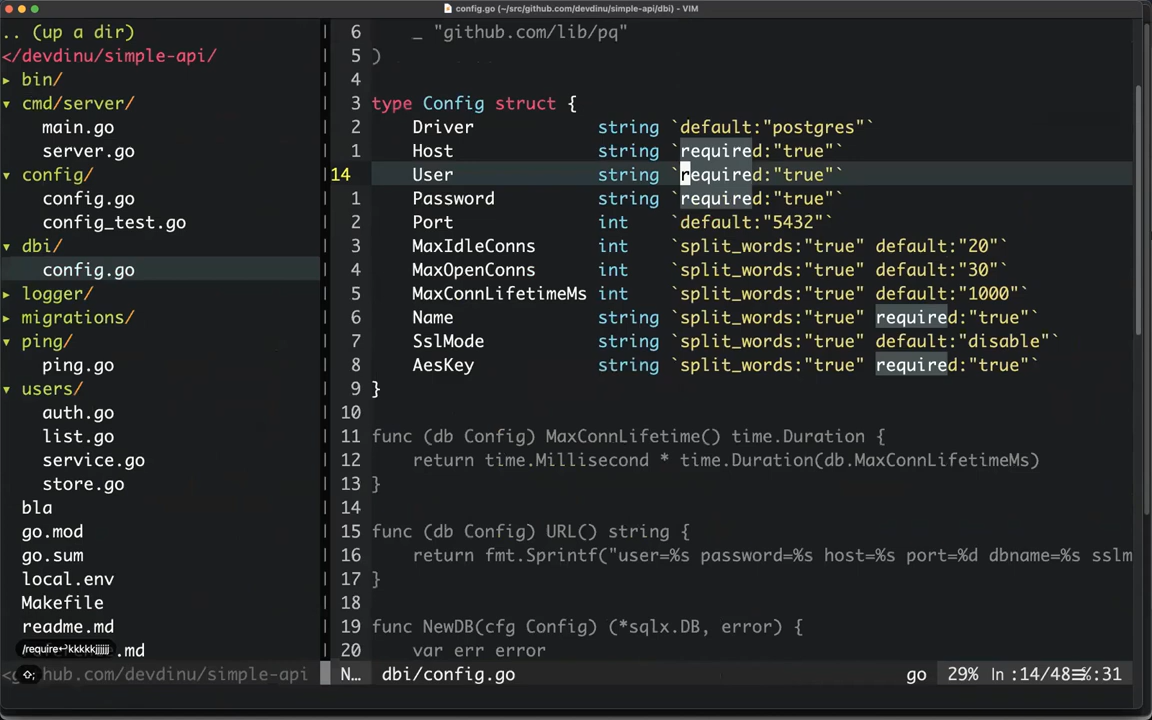 config.go (~/src/github.com/devdinu/simple-api/dbi) - VIM
.. (up a dir)
</devdinu/simple-api/
▸ bin/
▾ cmd/server/
main.go
server.go
▾ config/
config.go
config_test.go
▾ dbi/
config.go
▸ logger/
▸ migrations/
▾ ping/
ping.go
▾ users/
auth.go
list.go
service.go
store.go
bla
go.mod
go.sum
local.env
Makefile
readme.md
/require↵kkkkkjjjjjj
.md
hub.com/devdinu/simple-api
6 _ "github.com/lib/pq"
5 )
4
3 type Config struct {
2 Driver string `default:"postgres"`
1 Host string `required:"true"`
14 User string `required:"true"`
1 Password string `required:"true"`
2 Port int `default:"5432"`
3 MaxIdleConns int `split_words:"true" default:"20"`
4 MaxOpenConns int `split_words:"true" default:"30"`
5 MaxConnLifetimeMs int `split_words:"true" default:"1000"`
6 Name string `split_words:"true" required:"true"`
7 SslMode string `split_words:"true" default:"disable"`
8 AesKey string `split_words:"true" required:"true"`
9 }
10
11 func (db Config) MaxConnLifetime() time.Duration {
12 return time.Millisecond * time.Duration(db.MaxConnLifetimeMs)
13 }
14
15 func (db Config) URL() string {
16 return fmt.Sprintf("user=%s password=%s host=%s port=%d dbname=%s sslm
17 }
18
19 func NewDB(cfg Config) (*sqlx.DB, error) {
20 var err error
N… dbi/config.go go 29% ln :14/48 :31